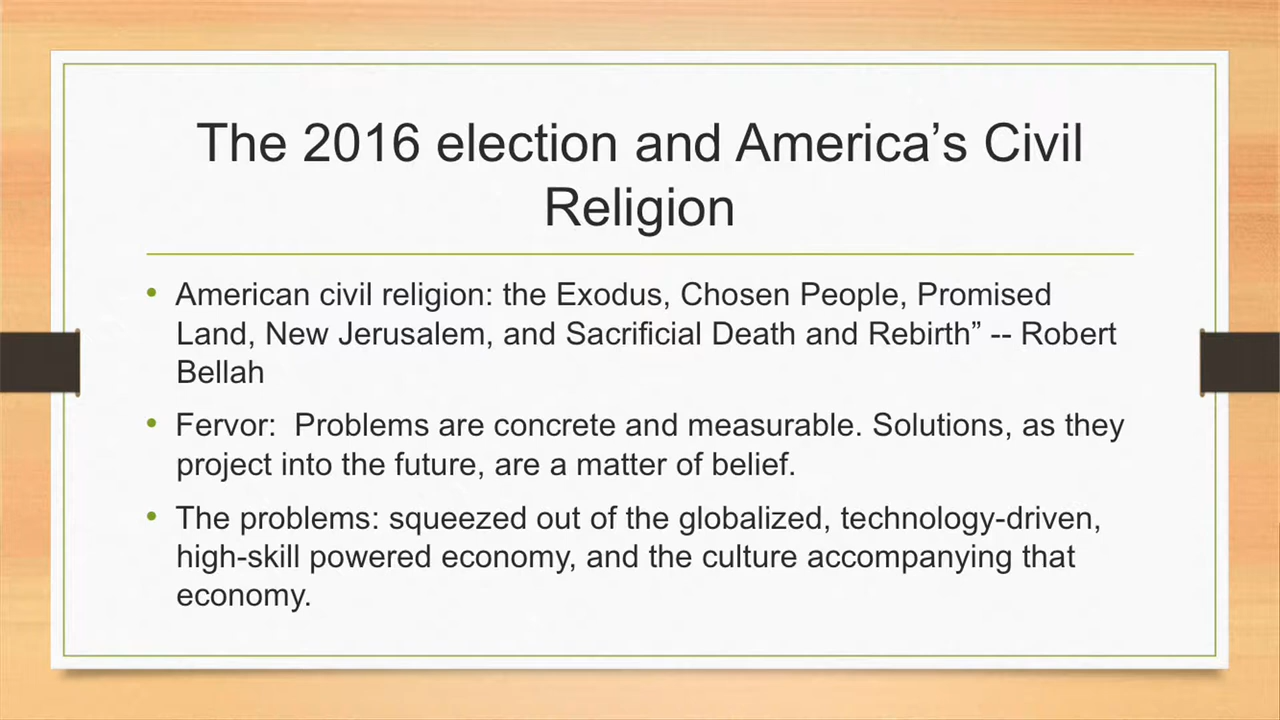 The 2016 election and America’s Civil
Religion
• American civil religion: the Exodus, Chosen People, Promised
Land, New Jerusalem, and Sacrificial Death and Rebirth” -- Robert
Bellah
• Fervor:  Problems are concrete and measurable. Solutions, as they
project into the future, are a matter of belief.
• The problems: squeezed out of the globalized, technology-driven,
high-skill powered economy, and the culture accompanying that
economy.